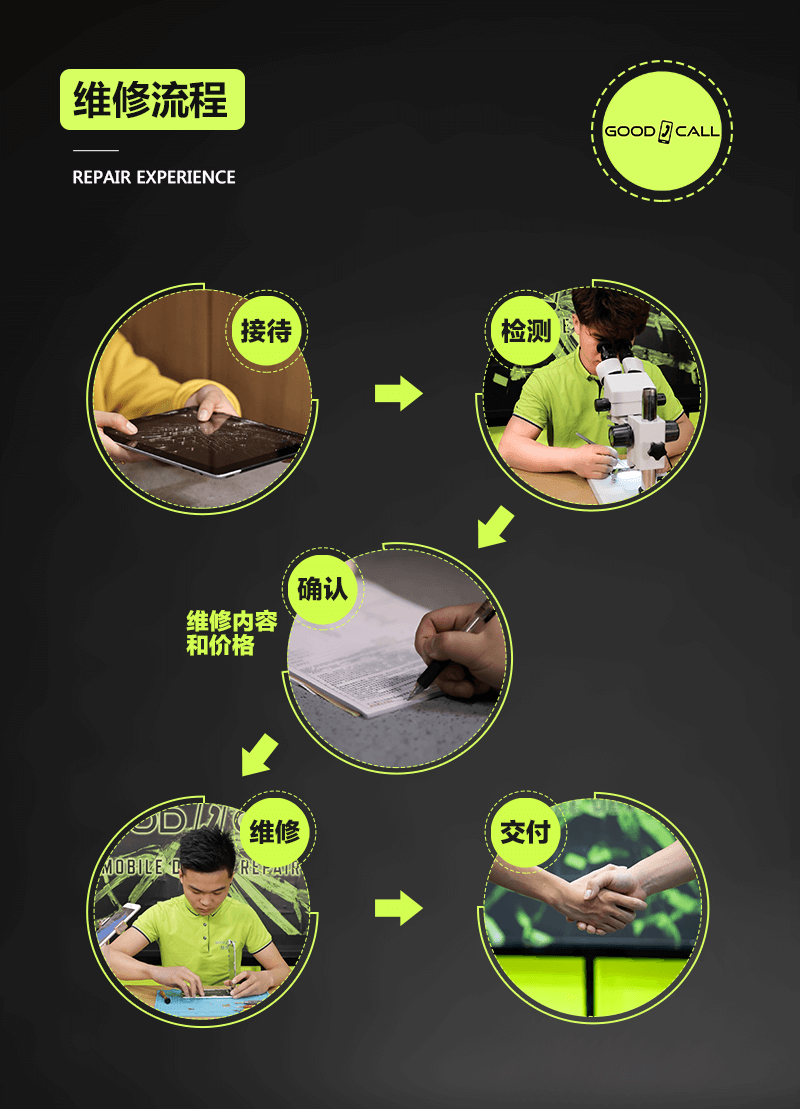 维修流程
REPAIR EXPERIENCE
GOOD CALL
接待
检测
确认
维修内容
和价格
维修
MOBILE D
REPAIR
交付